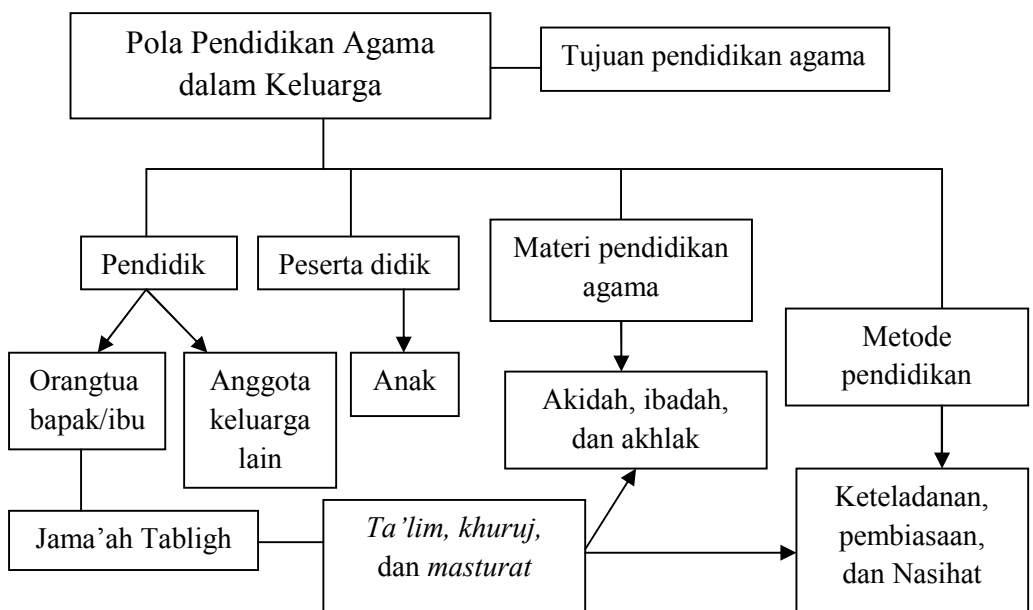 Pola Pendidikan Agama
dalam Keluarga
Tujuan pendidikan agama
Pendidik
Peserta didik
Materi pendidikan
agama
Metode
pendidikan
Orangtua
bapak/ibu
Anggota
keluarga
lain
Anak
Akidah, ibadah,
dan akhlak
Keteladanan,
pembiasaan,
dan Nasihat
Jama’ah Tabligh
Ta’lim, khuruj,
dan masturat